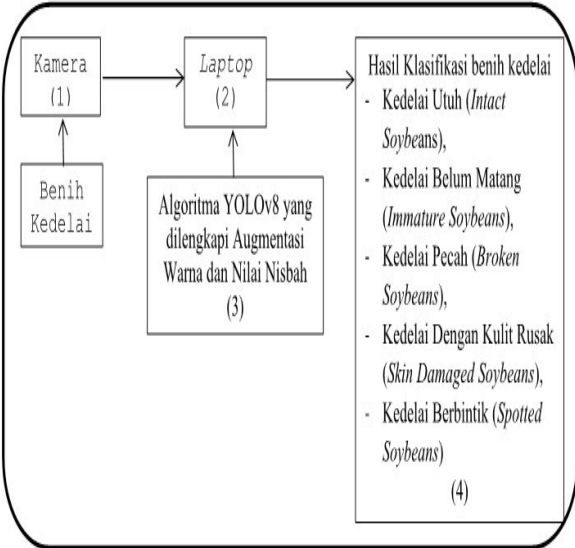 Kamera
(1)
Benih
Kedelai
Laptop
(2)
Algoritma YOLOv8 yang
dilengkapi Augmentasi
Warna dan Nilai Nisbah
(3)
Hasil Klasifikasi benih kedelai
- Kedelai Utuh (Intact
Soybeans),
- Kedelai Belum Matang
(Immature Soybeans),
- Kedelai Pecah (Broken
Soybeans),
- Kedelai Dengan Kulit Rusak
(Skin Damaged Soybeans),
- Kedelai Berbintik (Spotted
Soybeans)
(4)